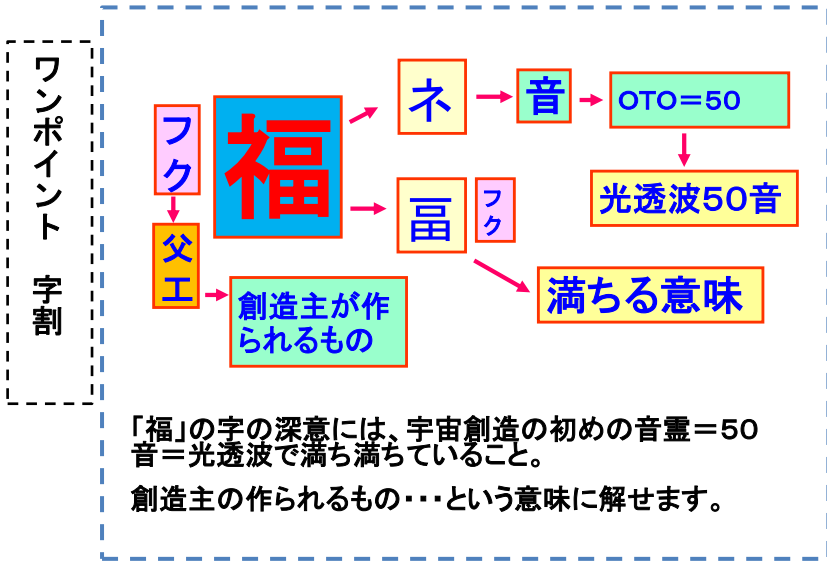 ワンポイント 字割
フク
福
ネ
音
OTO=50
光透波50音
畐
フク
満ちる意味
父工
創造主が作
られるもの
「福」の字の深意には、宇宙創造の初めの音霊=50
音=光透波で満ち満ちていること。
創造主の作られるもの・・・という意味に解せます。